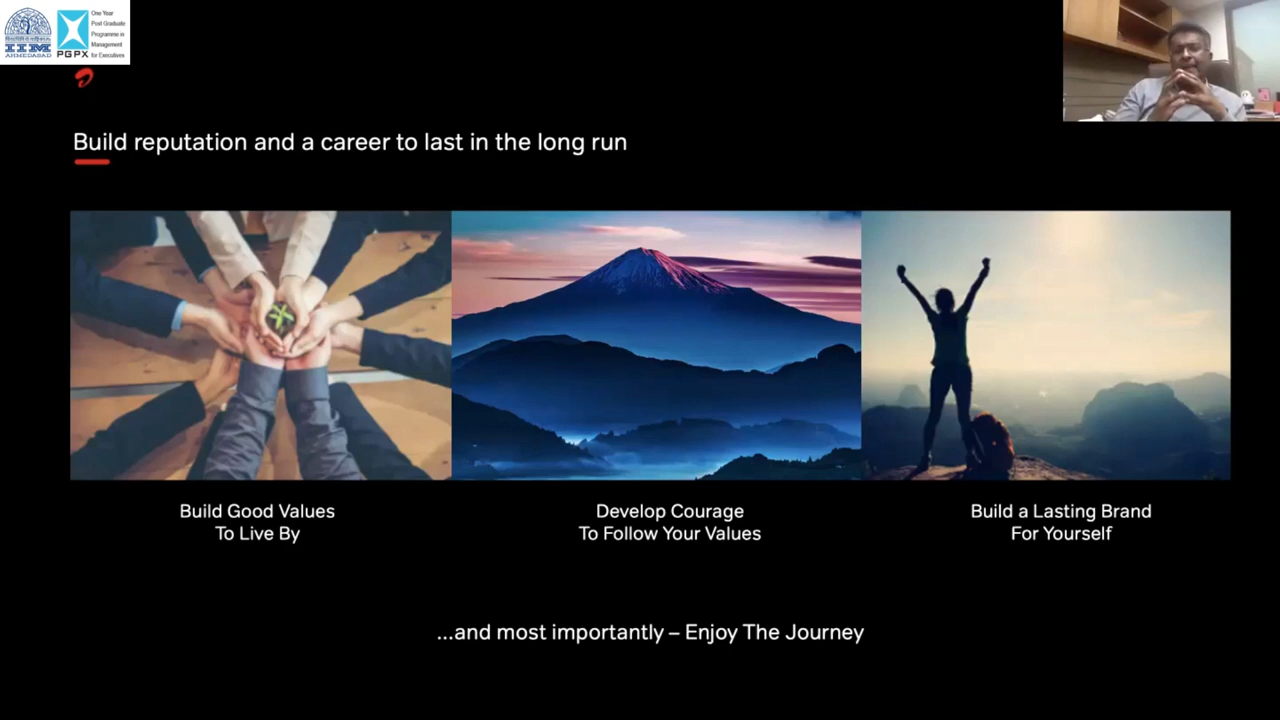 IIM
AHMEDABAD
PGPX
One Year
Post Graduate
Programme in
Management
for Executives
Build reputation and a career to last in the long run
Build Good Values
To Live By
Develop Courage
To Follow Your Values
Build a Lasting Brand
For Yourself
...and most importantly – Enjoy The Journey